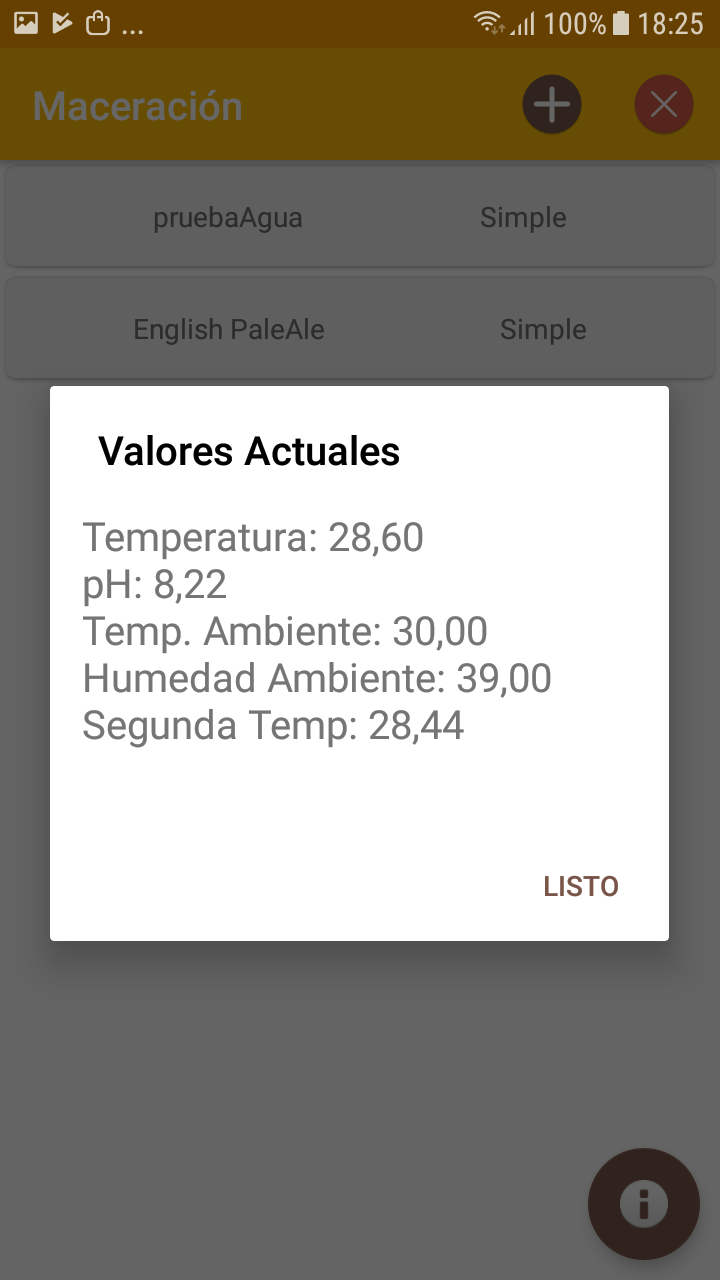 ... 100% 18:25
Maceración
pruebaAgua Simple
English PaleAle Simple
Valores Actuales
Temperatura: 28,60
pH: 8,22
Temp. Ambiente: 30,00
Humedad Ambiente: 39,00
Segunda Temp: 28,44
LISTO